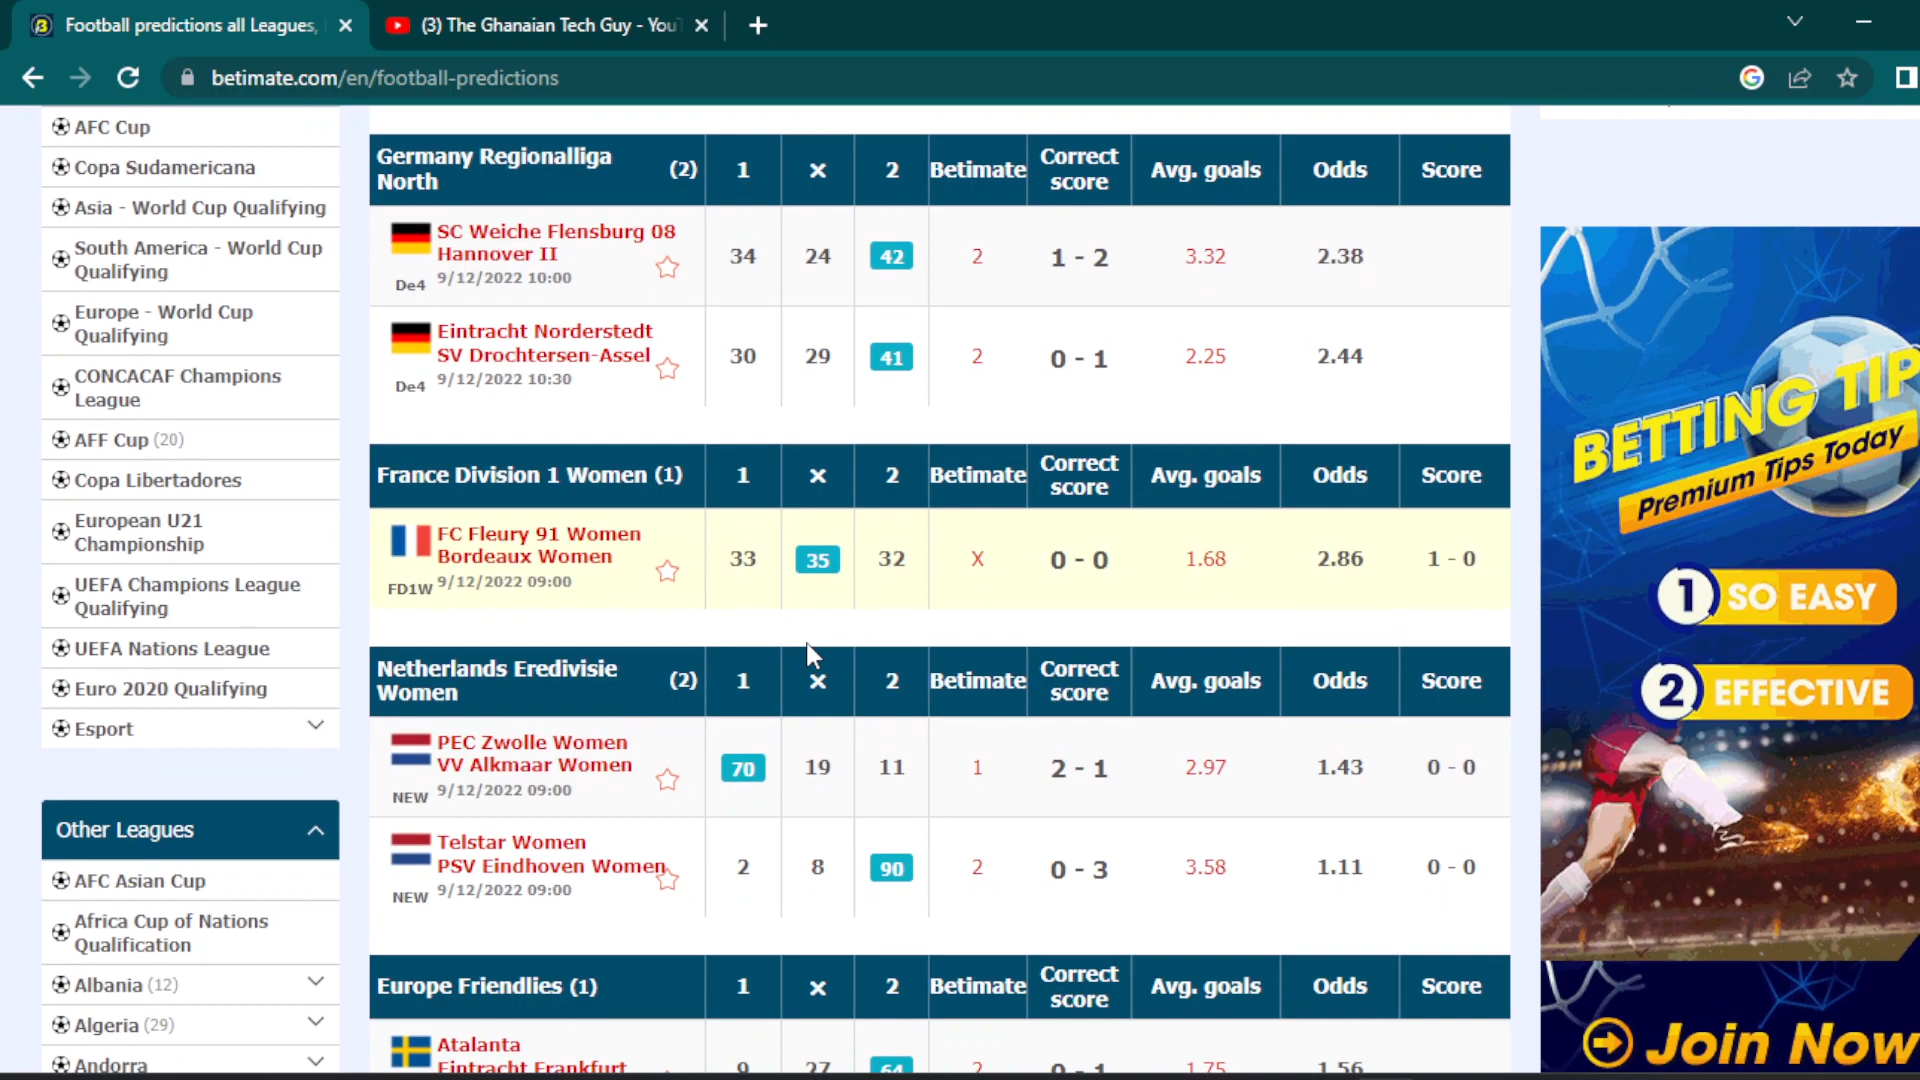 Football predictions all Leagues,
(3) The Ghanaian Tech Guy - You
betimate.com/en/football-predictions
AFC Cup
Copa Sudamericana
Asia - World Cup Qualifying
South America - World Cup
Qualifying
Europe - World Cup
Qualifying
CONCACAF Champions
League
AFF Cup (20)
Copa Libertadores
European U21
Championship
UEFA Champions League
Qualifying
UEFA Nations League
Euro 2020 Qualifying
Esport
Other Leagues
AFC Asian Cup
Africa Cup of Nations
Qualification
Albania (12)
Algeria (29)
Andorra
Germany Regionalliga
North (2) 1 x 2 Betimate Correct score Avg. goals Odds Score
SC Weiche Flensburg 08
Hannover II
De4 9/12/2022 10:00
34 24 42 2 1 - 2 3.32 2.38
Eintracht Norderstedt
SV Drochtersen-Assel
De4 9/12/2022 10:30
30 29 41 2 0 - 1 2.25 2.44
France Division 1 Women (1) 1 x 2 Betimate Correct score Avg. goals Odds Score
FC Fleury 91 Women
Bordeaux Women
FD1W 9/12/2022 09:00
33 35 32 X 0 - 0 1.68 2.86 1 - 0
Netherlands Eredivisie
Women (2) 1 x 2 Betimate Correct score Avg. goals Odds Score
PEC Zwolle Women
VV Alkmaar Women
NEW 9/12/2022 09:00
70 19 11 1 2 - 1 2.97 1.43 0 - 0
Telstar Women
PSV Eindhoven Women
NEW 9/12/2022 09:00
2 8 90 2 0 - 3 3.58 1.11 0 - 0
Europe Friendlies (1) 1 x 2 Betimate Correct score Avg. goals Odds Score
Atalanta
Eintracht Frankfurt
9 27 64 2 0 - 1 1.75 1.56
BETTING TIP
Premium Tips Today
1 SO EASY
2 EFFECTIVE
Join Now